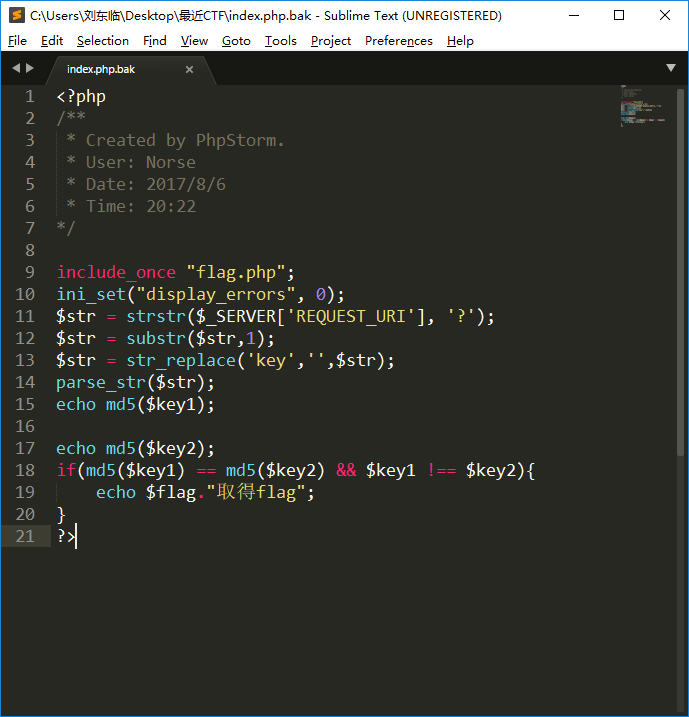 C:\Users\刘东临\Desktop\最近CTF\index.php.bak - Sublime Text (UNREGISTERED)
File Edit Selection Find View Goto Tools Project Preferences Help
index.php.bak
1 <?php
2 /**
3  * Created by PhpStorm.
4  * User: Norse
5  * Date: 2017/8/6
6  * Time: 20:22
7 */
8
9 include_once "flag.php";
10 ini_set("display_errors", 0);
11 $str = strstr($_SERVER['REQUEST_URI'], '?');
12 $str = substr($str,1);
13 $str = str_replace('key','',$str);
14 parse_str($str);
15 echo md5($key1);
16
17 echo md5($key2);
18 if(md5($key1) == md5($key2) && $key1 !== $key2){
19     echo $flag."取得flag";
20 }
21 ?>